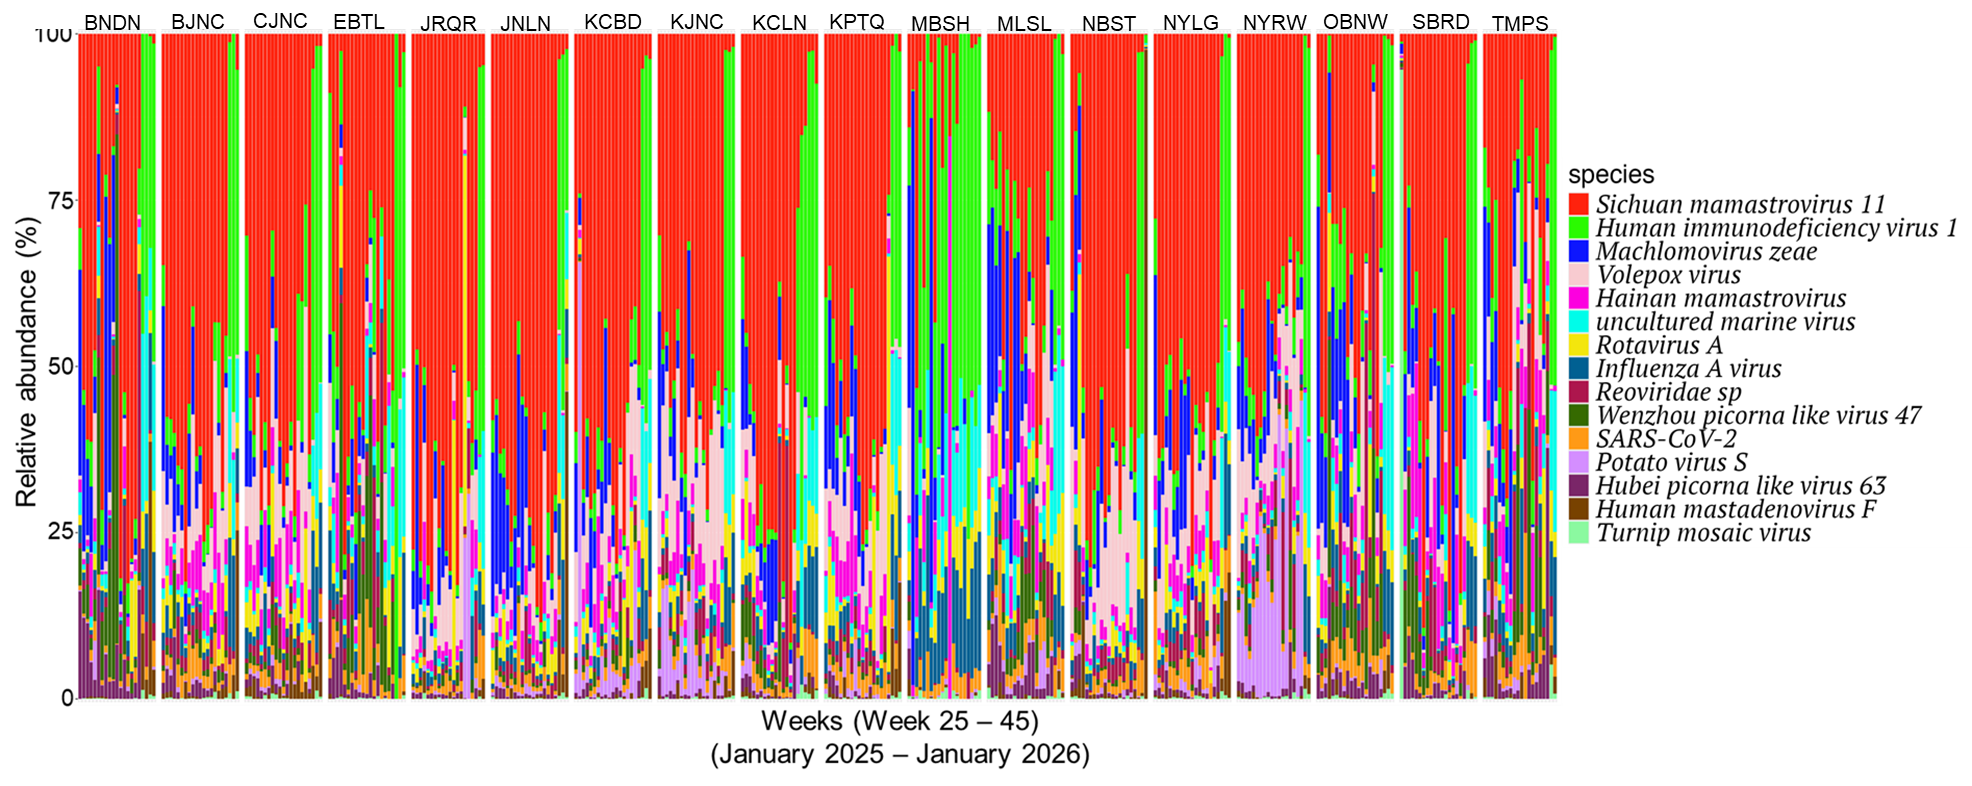 BNDN BJNC CJNC EBTL JRQR JNLN KCBD KJNC KCLN KPTQ MBSH MLSL NBST NYLG NYRW OBNW SBRD TMPS
100
75
50
25
0
Relative abundance (%)
Weeks (Week 25 – 45)
(January 2025 – January 2026)
species
Sichuan mamastrovirus 11
Human immunodeficiency virus 1
Machlomovirus zeae
Volepox virus
Hainan mamastrovirus
uncultured marine virus
Rotavirus A
Influenza A virus
Reoviridae sp
Wenzhou picorna like virus 47
SARS-CoV-2
Potato virus S
Hubei picorna like virus 63
Human mastadenovirus F
Turnip mosaic virus